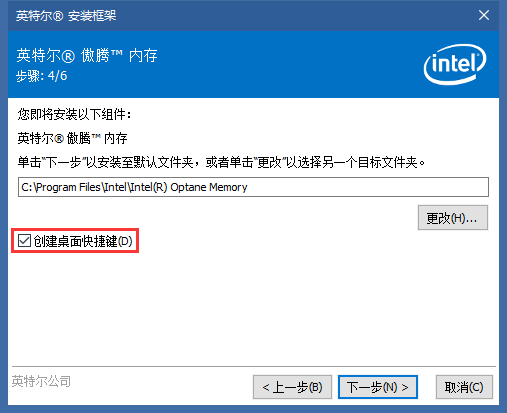 英特尔® 安装框架
英特尔® 傲腾™ 内存
步骤: 4/6
intel
您即将安装以下组件:
英特尔® 傲腾™ 内存
单击“下一步”以安装至默认文件夹，或者单击“更改”以选择另一个目标文件夹。
C:\Program Files\Intel\Intel(R) Optane Memory
更改(H)...
创建桌面快捷键(D)
英特尔公司
< 上一步(B)
下一步(N) >
取消(C)